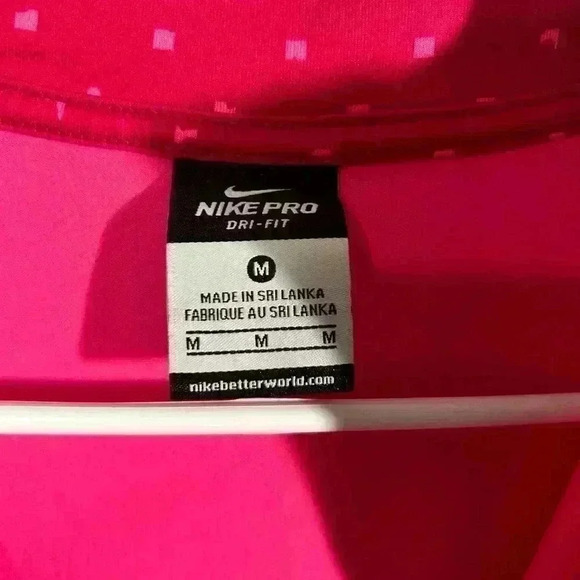 NIKE PRO
DRI-FIT
M
MADE IN SRI LANKA
FABRIQUE AU SRI LANKA
M M M
nikebetterworld.com